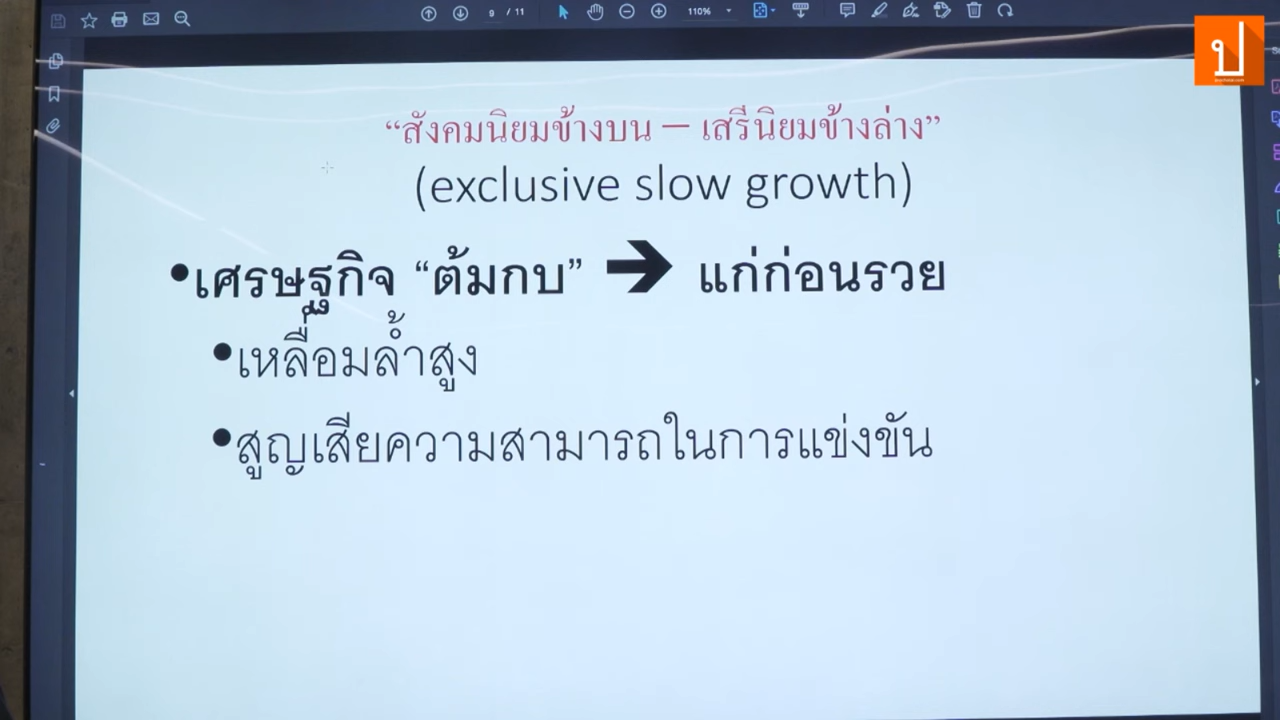 9 / 11
110%
ป
“สังคมนิยมข้างบน – เสรีนิยมข้างล่าง”
(exclusive slow growth)
•เศรษฐกิจ “ต้มกบ” ➔ แก่ก่อนรวย
•เหลื่อมล้ำสูง
•สูญเสียความสามารถในการแข่งขัน